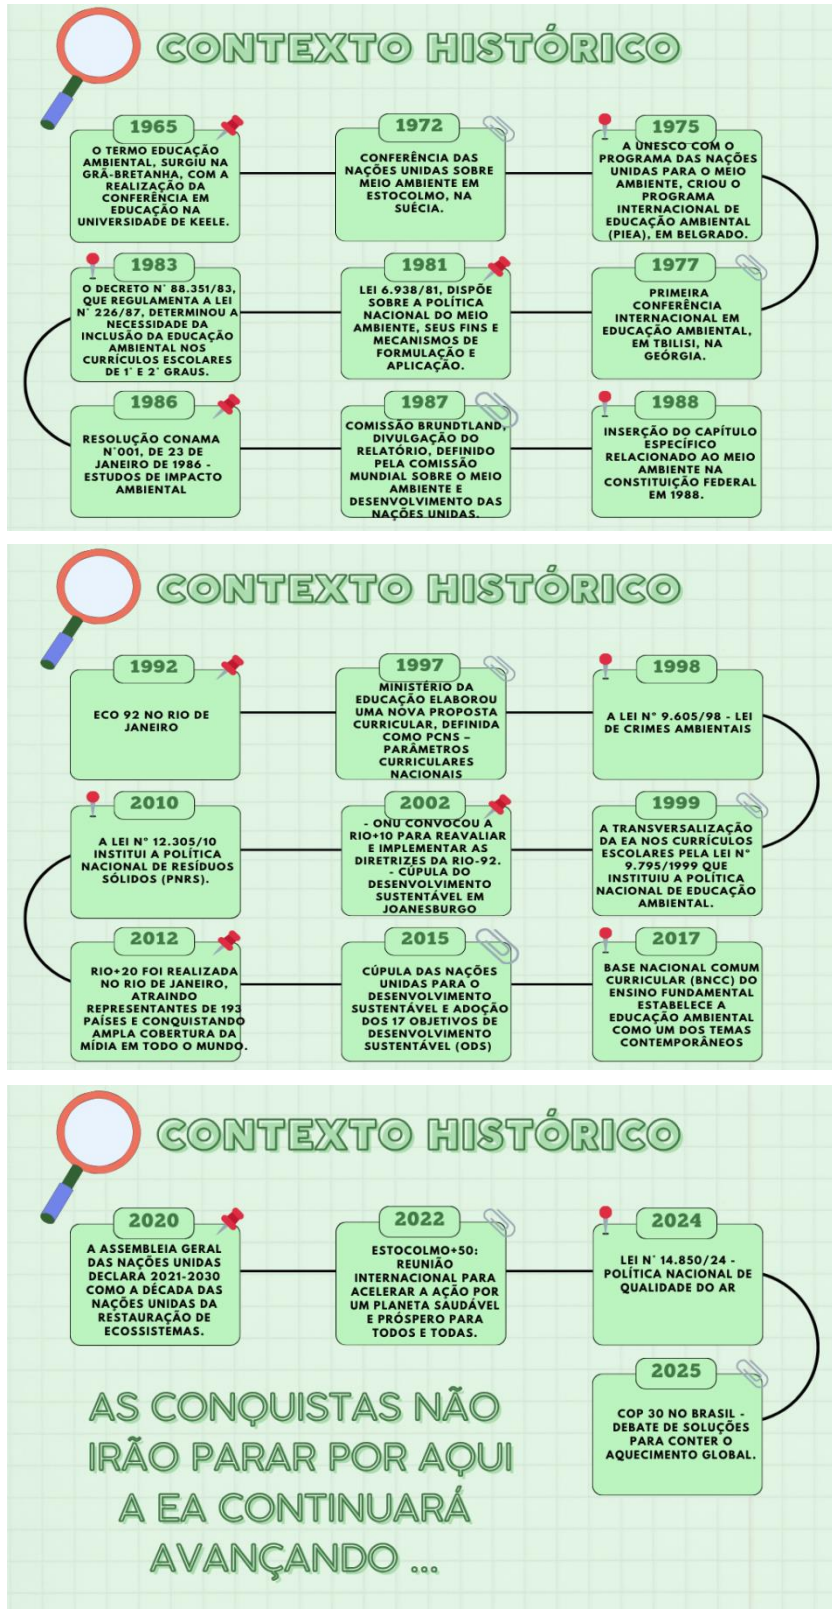 CONTEXTO HISTÓRICO
1965
O TERMO EDUCAÇÃO
AMBIENTAL, SURGIU NA
GRÃ-BRETANHA, COM A
REALIZAÇÃO DA
CONFERÊNCIA EM
EDUCAÇÃO NA
UNIVERSIDADE DE KEELE.
1972
CONFERÊNCIA DAS
NAÇÕES UNIDAS SOBRE
MEIO AMBIENTE EM
ESTOCOLMO, NA
SUÉCIA.
1975
A UNESCO COM O
PROGRAMA DAS NAÇÕES
UNIDAS PARA O MEIO
AMBIENTE, CRIOU O
PROGRAMA
INTERNACIONAL DE
EDUCAÇÃO AMBIENTAL
(PIEA), EM BELGRADO.
1977
PRIMEIRA
CONFERÊNCIA
INTERNACIONAL EM
EDUCAÇÃO AMBIENTAL,
EM TBILISI, NA
GEÓRGIA.
1981
LEI 6.938/81, DISPÕE
SOBRE A POLÍTICA
NACIONAL DO MEIO
AMBIENTE, SEUS FINS E
MECANISMOS DE
FORMULAÇÃO E
APLICAÇÃO.
1983
O DECRETO N° 88.351/83,
QUE REGULAMENTA A LEI
N° 226/87, DETERMINOU A
NECESSIDADE DA
INCLUSÃO DA EDUCAÇÃO
AMBIENTAL NOS
CURRÍCULOS ESCOLARES
DE 1° E 2° GRAUS.
1986
RESOLUÇÃO CONAMA
N°001, DE 23 DE
JANEIRO DE 1986 -
ESTUDOS DE IMPACTO
AMBIENTAL
1987
COMISSÃO BRUNDTLAND,
DIVULGAÇÃO DO
RELATÓRIO, DEFINIDO
PELA COMISSÃO
MUNDIAL SOBRE O MEIO
AMBIENTE E
DESENVOLVIMENTO DAS
NAÇÕES UNIDAS.
1988
INSERÇÃO DO CAPÍTULO
ESPECÍFICO
RELACIONADO AO MEIO
AMBIENTE NA
CONSTITUIÇÃO FEDERAL
EM 1988.
CONTEXTO HISTÓRICO
1992
ECO 92 NO RIO DE
JANEIRO
1997
MINISTÉRIO DA
EDUCAÇÃO ELABOROU
UMA NOVA PROPOSTA
CURRICULAR, DEFINIDA
COMO PCNS –
PARÂMETROS
CURRICULARES
NACIONAIS
1998
A LEI Nº 9.605/98 - LEI
DE CRIMES AMBIENTAIS
1999
A TRANSVERSALIZAÇÃO
DA EA NOS CURRÍCULOS
ESCOLARES PELA LEI Nº
9.795/1999 QUE
INSTITUIU A POLÍTICA
NACIONAL DE EDUCAÇÃO
AMBIENTAL.
2002
- ONU CONVOCOU A
RIO+10 PARA REAVALIAR
E IMPLEMENTAR AS
DIRETRIZES DA RIO-92.
- CÚPULA DO
DESENVOLVIMENTO
SUSTENTÁVEL EM
JOANESBURGO
2010
A LEI Nº 12.305/10
INSTITUI A POLÍTICA
NACIONAL DE RESÍDUOS
SÓLIDOS (PNRS).
2012
RIO+20 FOI REALIZADA
NO RIO DE JANEIRO,
ATRAINDO
REPRESENTANTES DE 193
PAÍSES E CONQUISTANDO
AMPLA COBERTURA DA
MÍDIA EM TODO O MUNDO.
2015
CÚPULA DAS NAÇÕES
UNIDAS PARA O
DESENVOLVIMENTO
SUSTENTÁVEL E ADOÇÃO
DOS 17 OBJETIVOS DE
DESENVOLVIMENTO
SUSTENTÁVEL (ODS)
2017
BASE NACIONAL COMUM
CURRICULAR (BNCC) DO
ENSINO FUNDAMENTAL
ESTABELECE A
EDUCAÇÃO AMBIENTAL
COMO UM DOS TEMAS
CONTEMPORÂNEOS
CONTEXTO HISTÓRICO
2020
A ASSEMBLEIA GERAL
DAS NAÇÕES UNIDAS
DECLARA 2021-2030
COMO A DÉCADA DAS
NAÇÕES UNIDAS DA
RESTAURAÇÃO DE
ECOSSISTEMAS.
2022
ESTOCOLMO+50:
REUNIÃO
INTERNACIONAL PARA
ACELERAR A AÇÃO POR
UM PLANETA SAUDÁVEL
E PRÓSPERO PARA
TODOS E TODAS.
2024
LEI N° 14.850/24 -
POLÍTICA NACIONAL DE
QUALIDADE DO AR
2025
COP 30 NO BRASIL -
DEBATE DE SOLUÇÕES
PARA CONTER O
AQUECIMENTO GLOBAL.
AS CONQUISTAS NÃO
IRÃO PARAR POR AQUI
A EA CONTINUARÁ
AVANÇANDO ...